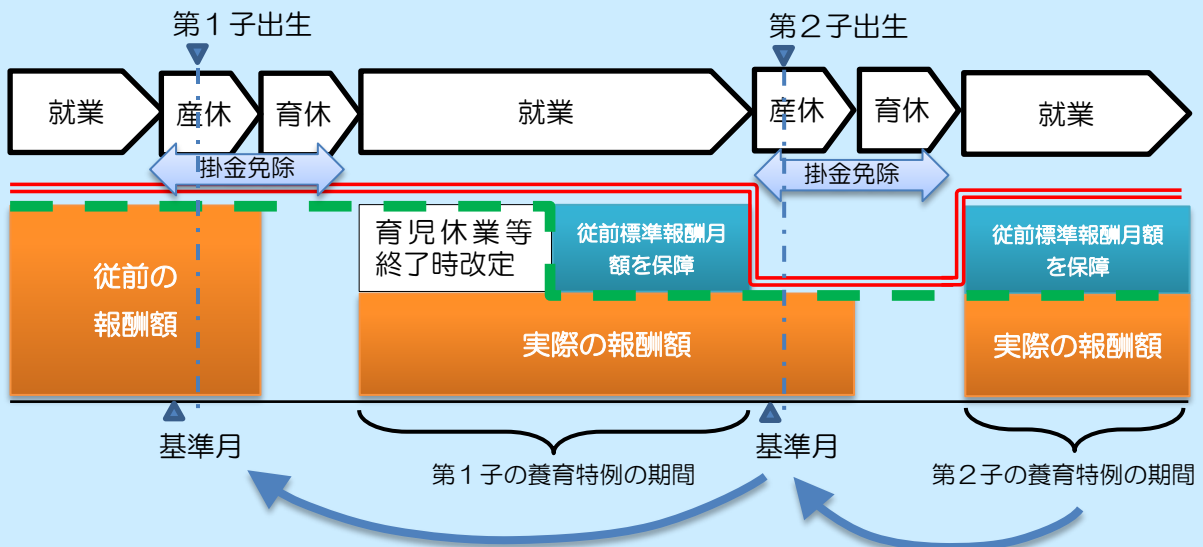 第１子出生
第２子出生
就業
産休
育休
就業
産休
育休
就業
掛金免除
掛金免除
従前の
報酬額
育児休業等
終了時改定
従前標準報酬月
額を保障
従前標準報酬月額
を保障
実際の報酬額
実際の報酬額
基準月
基準月
第１子の養育特例の期間
第２子の養育特例の期間